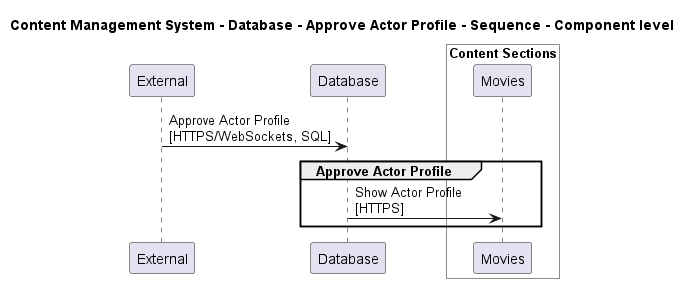 Content Management System - Database - Approve Actor Profile - Sequence - Component level
Content Sections
External
Database
Movies
Approve Actor Profile
[HTTPS/WebSockets, SQL]
Approve Actor Profile
Show Actor Profile
[HTTPS]
External
Database
Movies